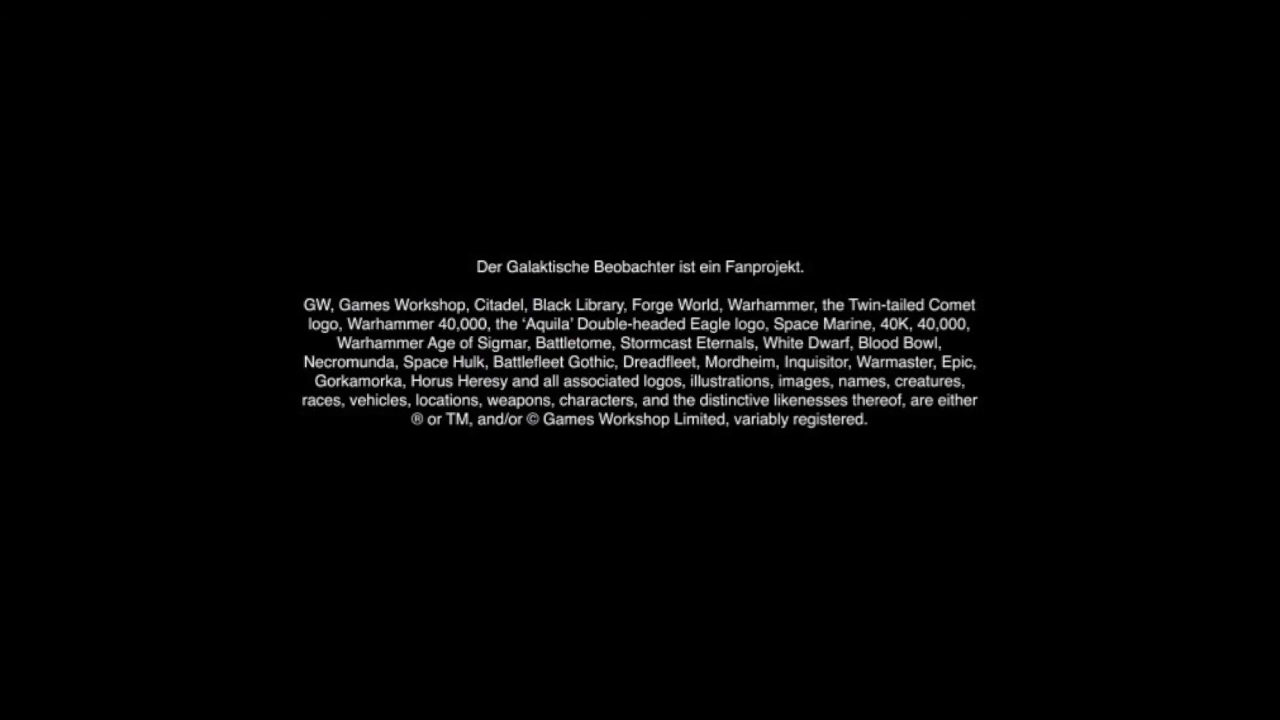 Der Galaktische Beobachter ist ein Fanprojekt.
GW, Games Workshop, Citadel, Black Library, Forge World, Warhammer, the Twin-tailed Comet
logo, Warhammer 40,000, the ‘Aquila’ Double-headed Eagle logo, Space Marine, 40K, 40,000,
Warhammer Age of Sigmar, Battletome, Stormcast Eternals, White Dwarf, Blood Bowl,
Necromunda, Space Hulk, Battlefleet Gothic, Dreadfleet, Mordheim, Inquisitor, Warmaster, Epic,
Gorkamorka, Horus Heresy and all associated logos, illustrations, images, names, creatures,
races, vehicles, locations, weapons, characters, and the distinctive likenesses thereof, are either
® or TM, and/or © Games Workshop Limited, variably registered.